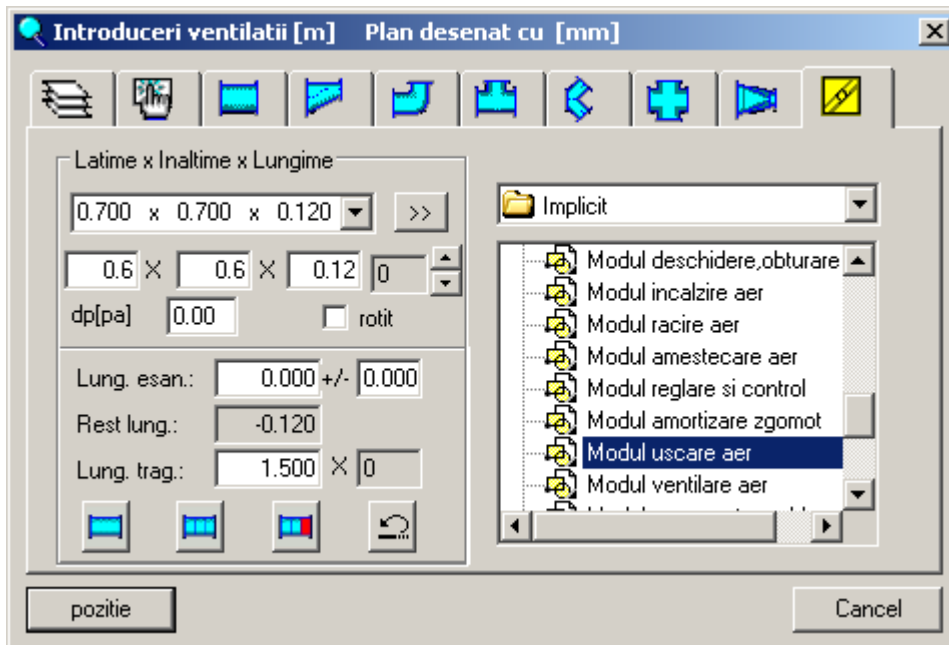 Introduceri ventilatii [m] Plan desenat cu [mm]
Latime x Inaltime x Lungime
0.700 x 0.700 x 0.120
>>
0.6 X 0.6 X 0.12 0
dp[pa] 0.00 rotit
Lung. esan.: 0.000 +/- 0.000
Rest lung.: -0.120
Lung. trag.: 1.500 X 0
Implicit
Modul deschidere,obturare
Modul incalzire aer
Modul racire aer
Modul amestecare aer
Modul reglare si control
Modul amortizare zgomot
Modul uscare aer
Modul ventilare aer
pozitie
Cancel